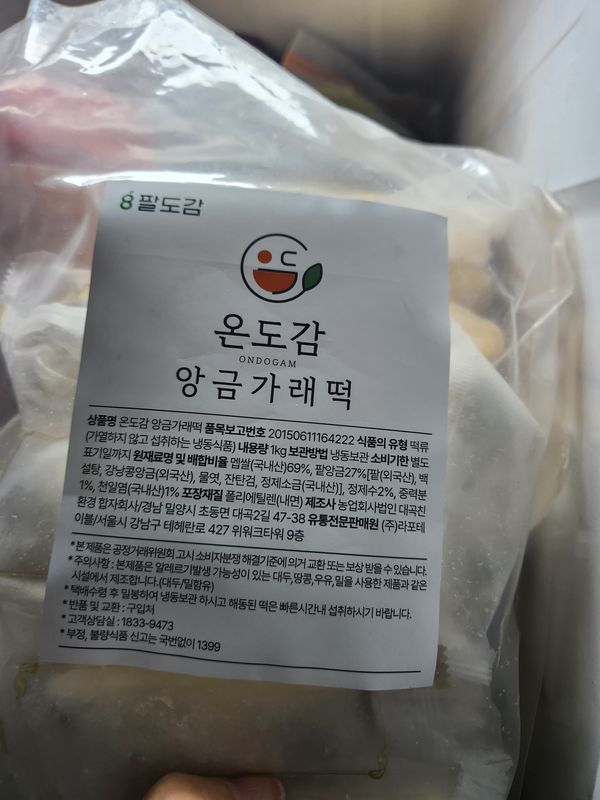 8팔도감
온도감
ONDOGAM
앙금가래떡
상품명 온도감 앙금가래떡 품목보고번호 20150611164222 식품의 유형 떡류
(가열하지 않고 섭취하는 냉동식품) 내용량 1kg 보관방법 냉동보관 소비기한 별도
표기일까지 원재료명 및 배합비율 멥쌀(국내산)69%, 팥앙금27%[팥(외국산), 백
설탕, 강낭콩앙금(외국산), 물엿, 잔탄검, 정제소금(국내산)], 정제수2%, 중력분
1%, 천일염(국내산)1% 포장재질 폴리에틸렌(내면) 제조사 농업회사법인 대곡친
환경 합자회사/경남 밀양시 초동면 대곡2길 47-38 유통전문판매원 (주)라포테
이블/서울시 강남구 테헤란로 427 위워크타워 9층
*본 제품은 공정거래위원회 고시 소비자분쟁 해결기준에 의거 교환 또는 보상 받을 수 있습니다.
*주의사항 : 본제품은 알레르기발생 가능성이 있는 대두, 땅콩, 우유, 밀을 사용한 제품과 같은
시설에서 제조합니다.(대두/밀함유)
*택배수령 후 밀봉하여 냉동보관 하시고 해동된 떡은 빠른시간내 섭취하시기 바랍니다.
*반품 및 교환 : 구입처
*고객상담실 : 1833-9473
*부정, 불량식품 신고는 국번없이 1399